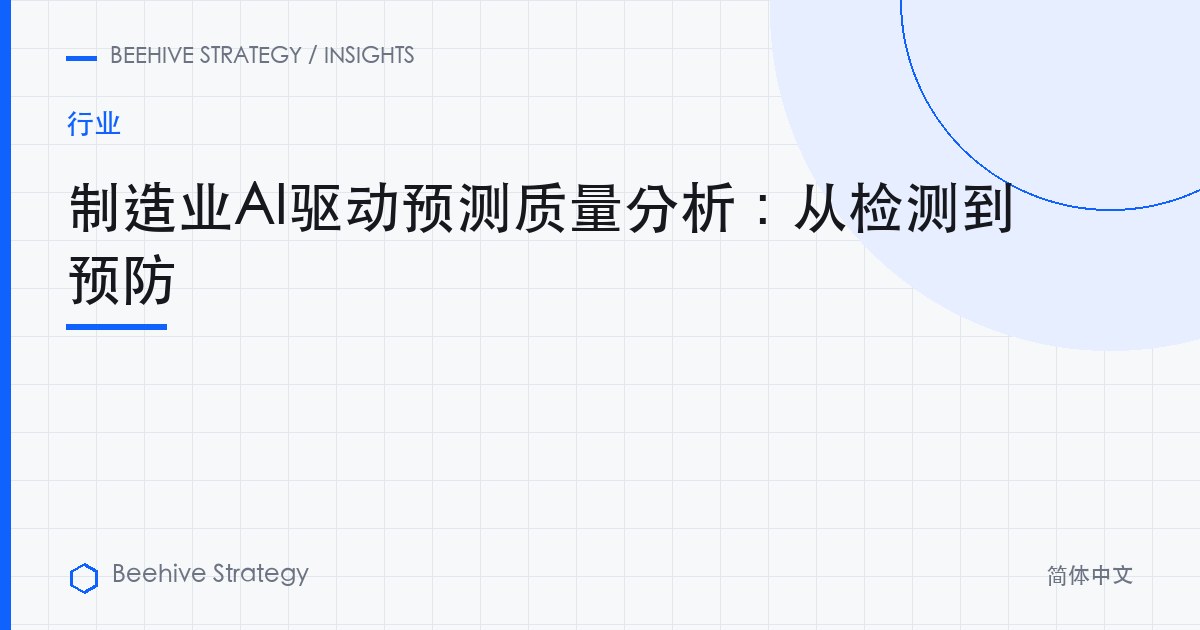 BEEHIVE STRATEGY / INSIGHTS
行业
制造业AI驱动预测质量分析：从检测到
预防
Beehive Strategy
简体中文